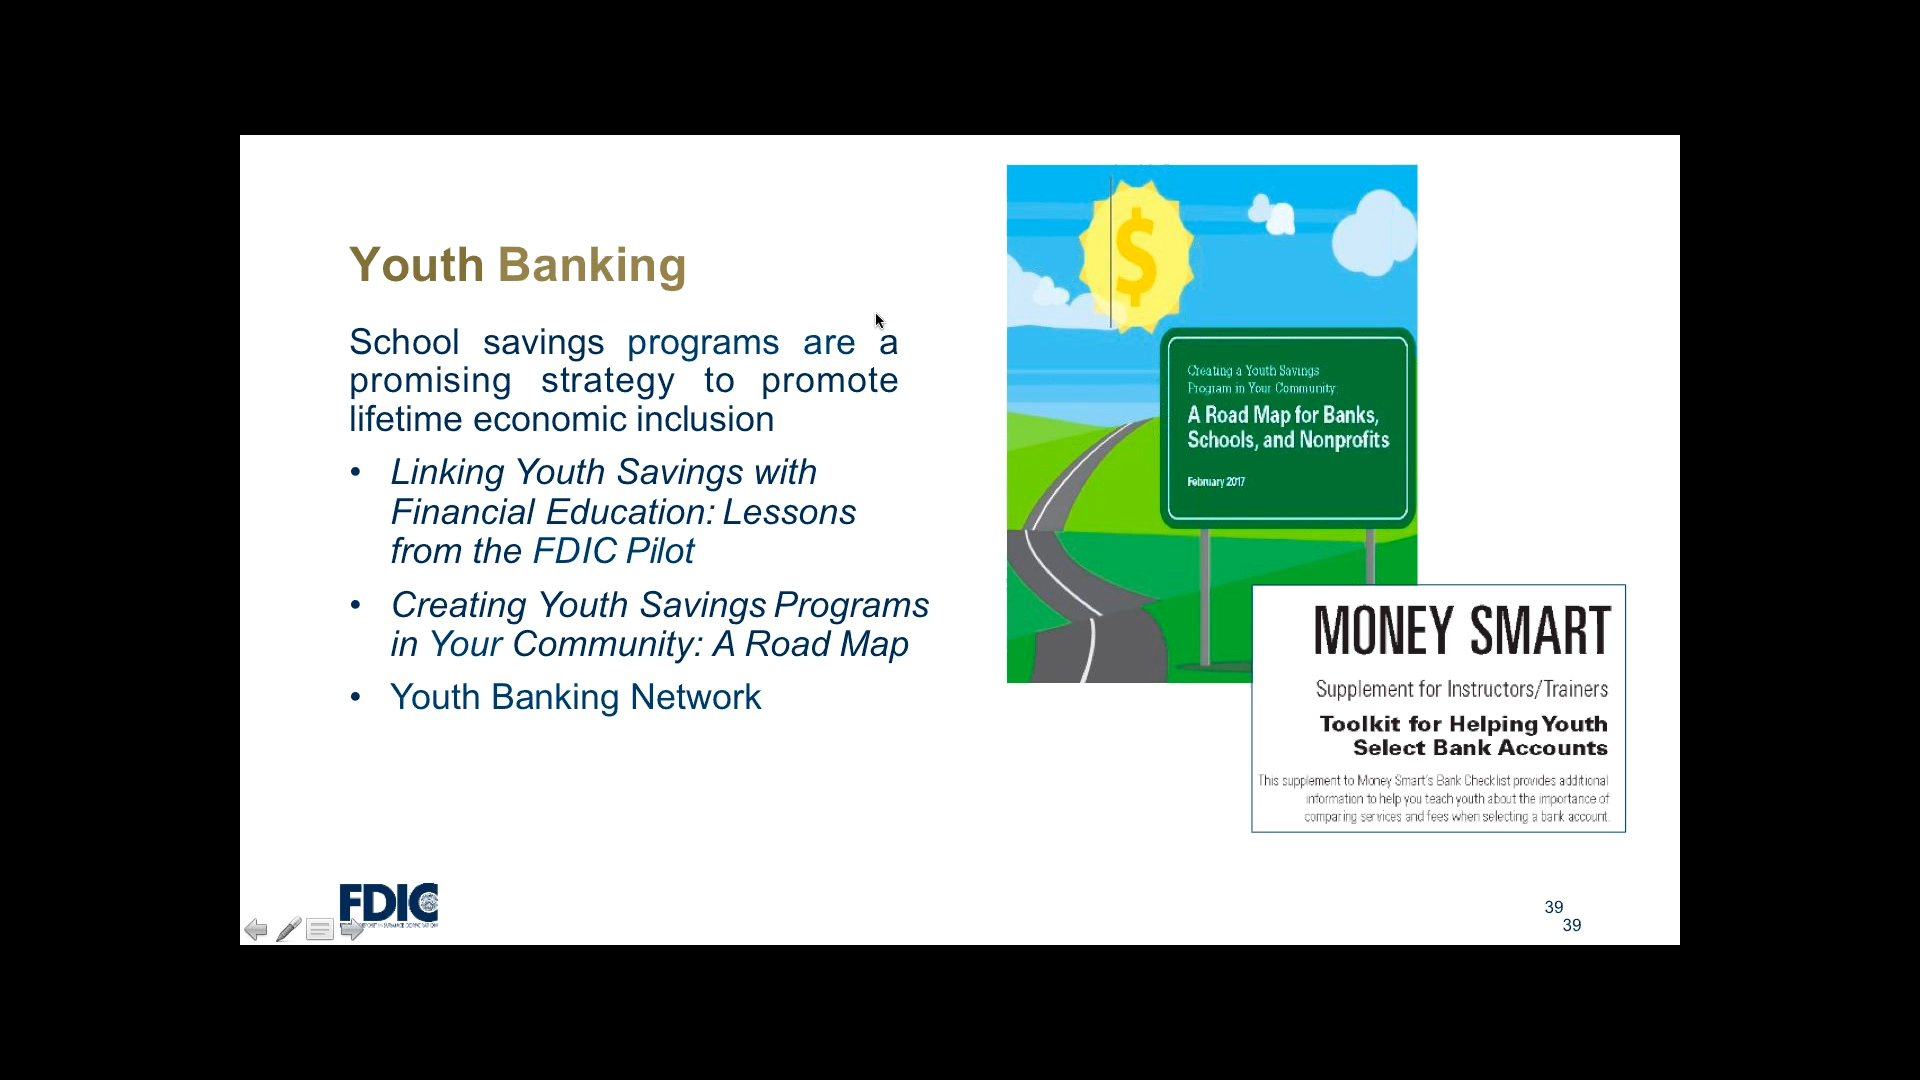 Youth Banking
School savings programs are a
promising strategy to promote
lifetime economic inclusion
• Linking Youth Savings with
Financial Education: Lessons
from the FDIC Pilot
• Creating Youth Savings Programs
in Your Community: A Road Map
• Youth Banking Network
$
Creating a Youth Savings
Program in Your Community
A Road Map for Banks,
Schools, and Nonprofits
February 2017
MONEY SMART
Supplement for Instructors/Trainers
Toolkit for Helping Youth
Select Bank Accounts
This supplement to Money Smart's Bank Checklist provides additional
information to help you teach youth about the importance of
comparing services and fees when selecting a bank account.
FDIC
39
39